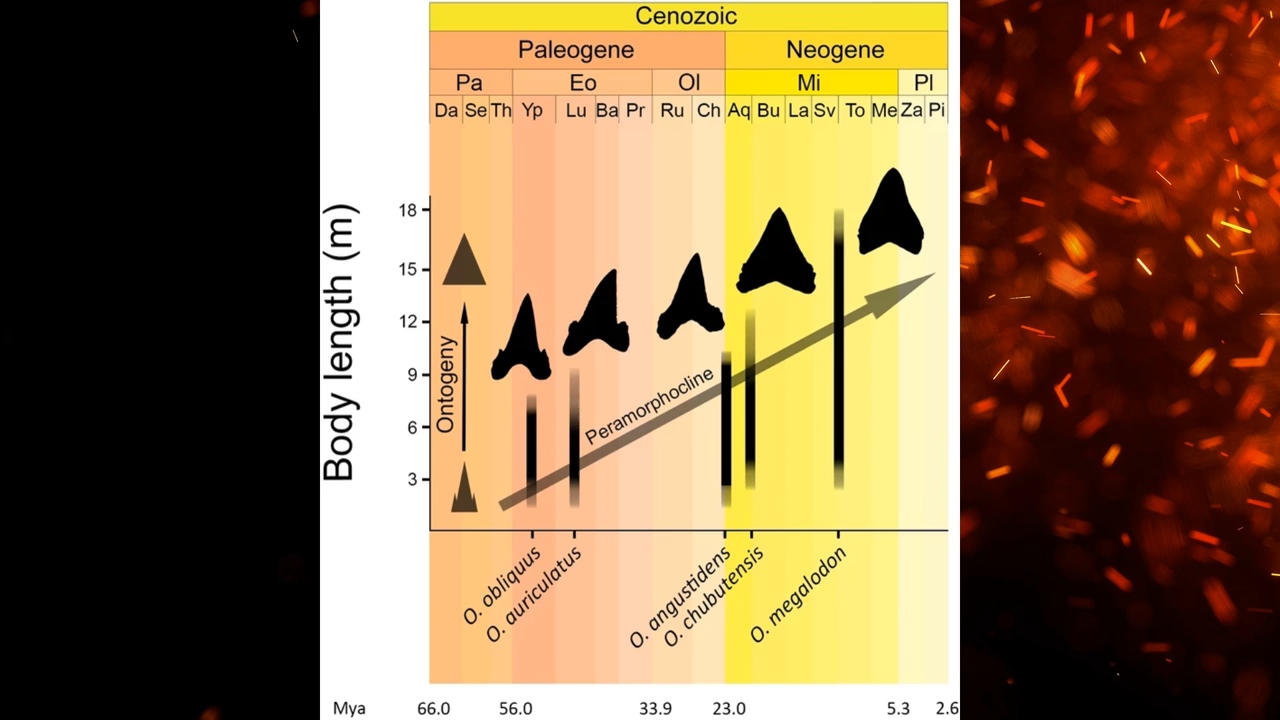 Cenozoic
Paleogene Neogene
Pa Eo Ol Mi Pl
Da Se Th Yp Lu Ba Pr Ru Ch Aq Bu La Sv To Me Za Pi
Body length (m)
18
15
12
9
6
3
Ontogeny
Peramorphocline
O. obliquus
O. auriculatus
O. angustidens
O. chubutensis
O. megalodon
Mya 66.0 56.0 33.9 23.0 5.3 2.6